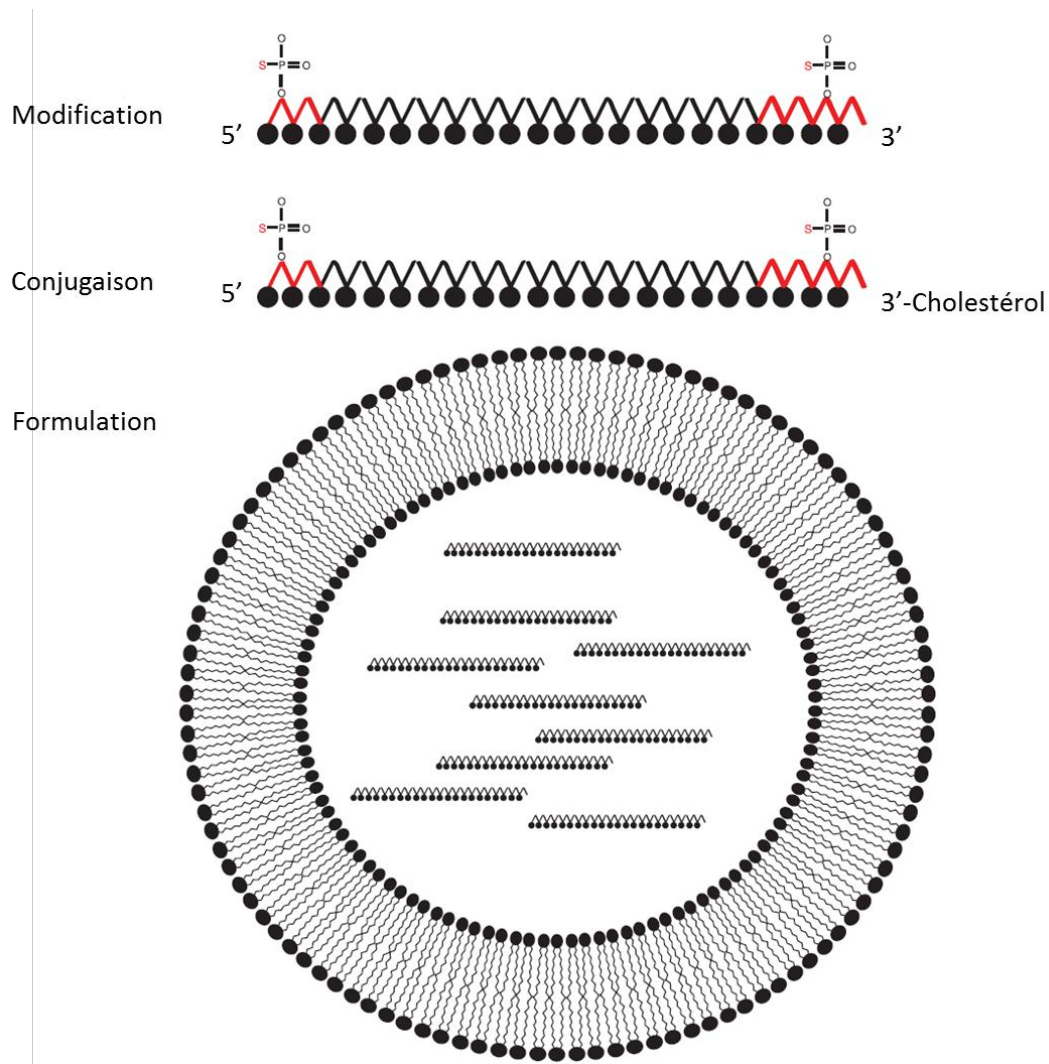 O O
S P O S P O
O O
Modification
5’ 3’
O O
S P O S P O
O O
Conjugaison
5’ 3’-Cholestérol
Formulation